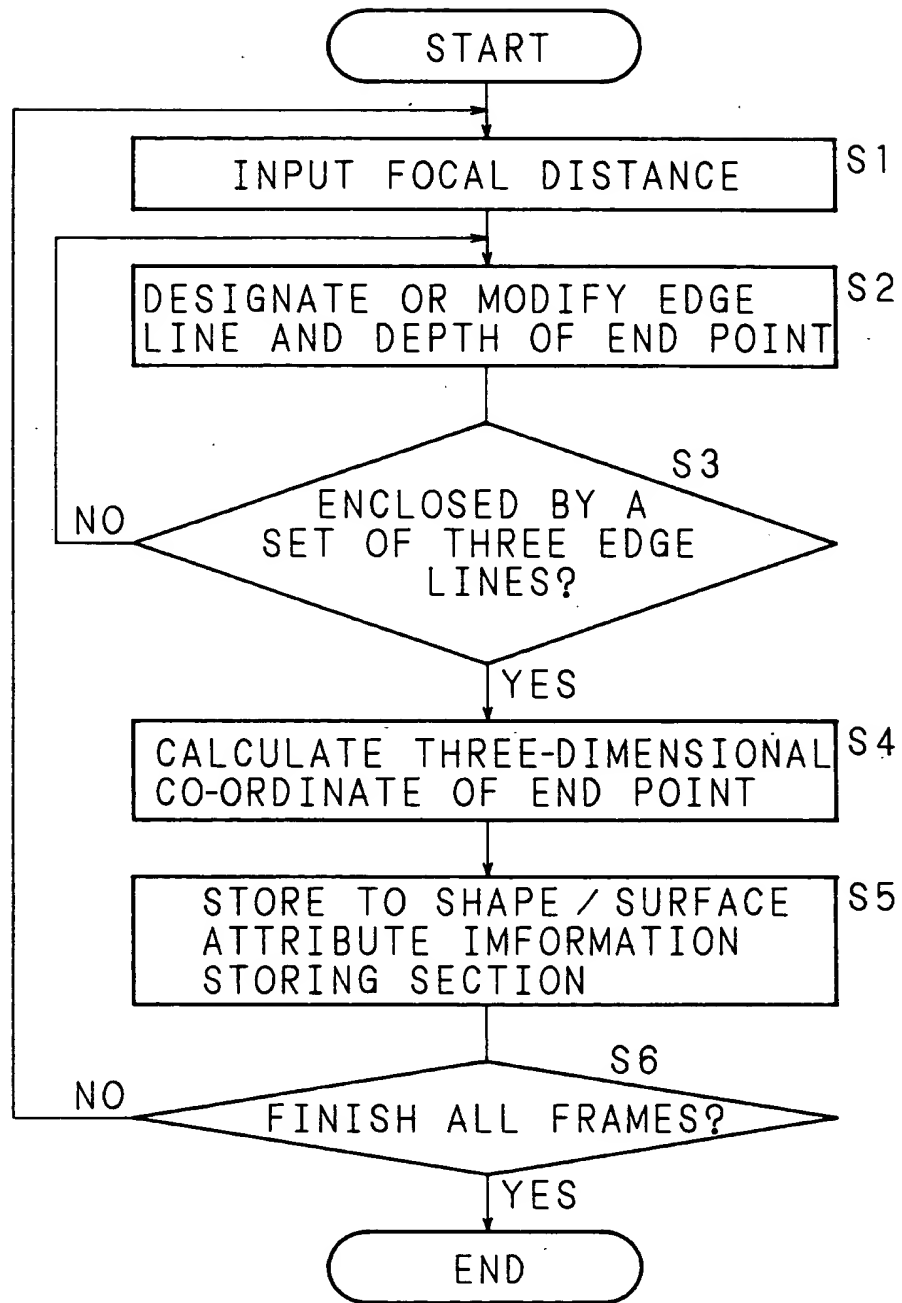 START
INPUT FOCAL DISTANCE
S1
DESIGNATE OR MODIFY EDGE
LINE AND DEPTH OF END POINT
S2
S3
ENCLOSED BY A
SET OF THREE EDGE
LINES?
NO
YES
CALCULATE THREE-DIMENSIONAL
CO-ORDINATE OF END POINT
S4
STORE TO SHAPE / SURFACE
ATTRIBUTE IMFORMATION
STORING SECTION
S5
S6
FINISH ALL FRAMES?
NO
YES
END